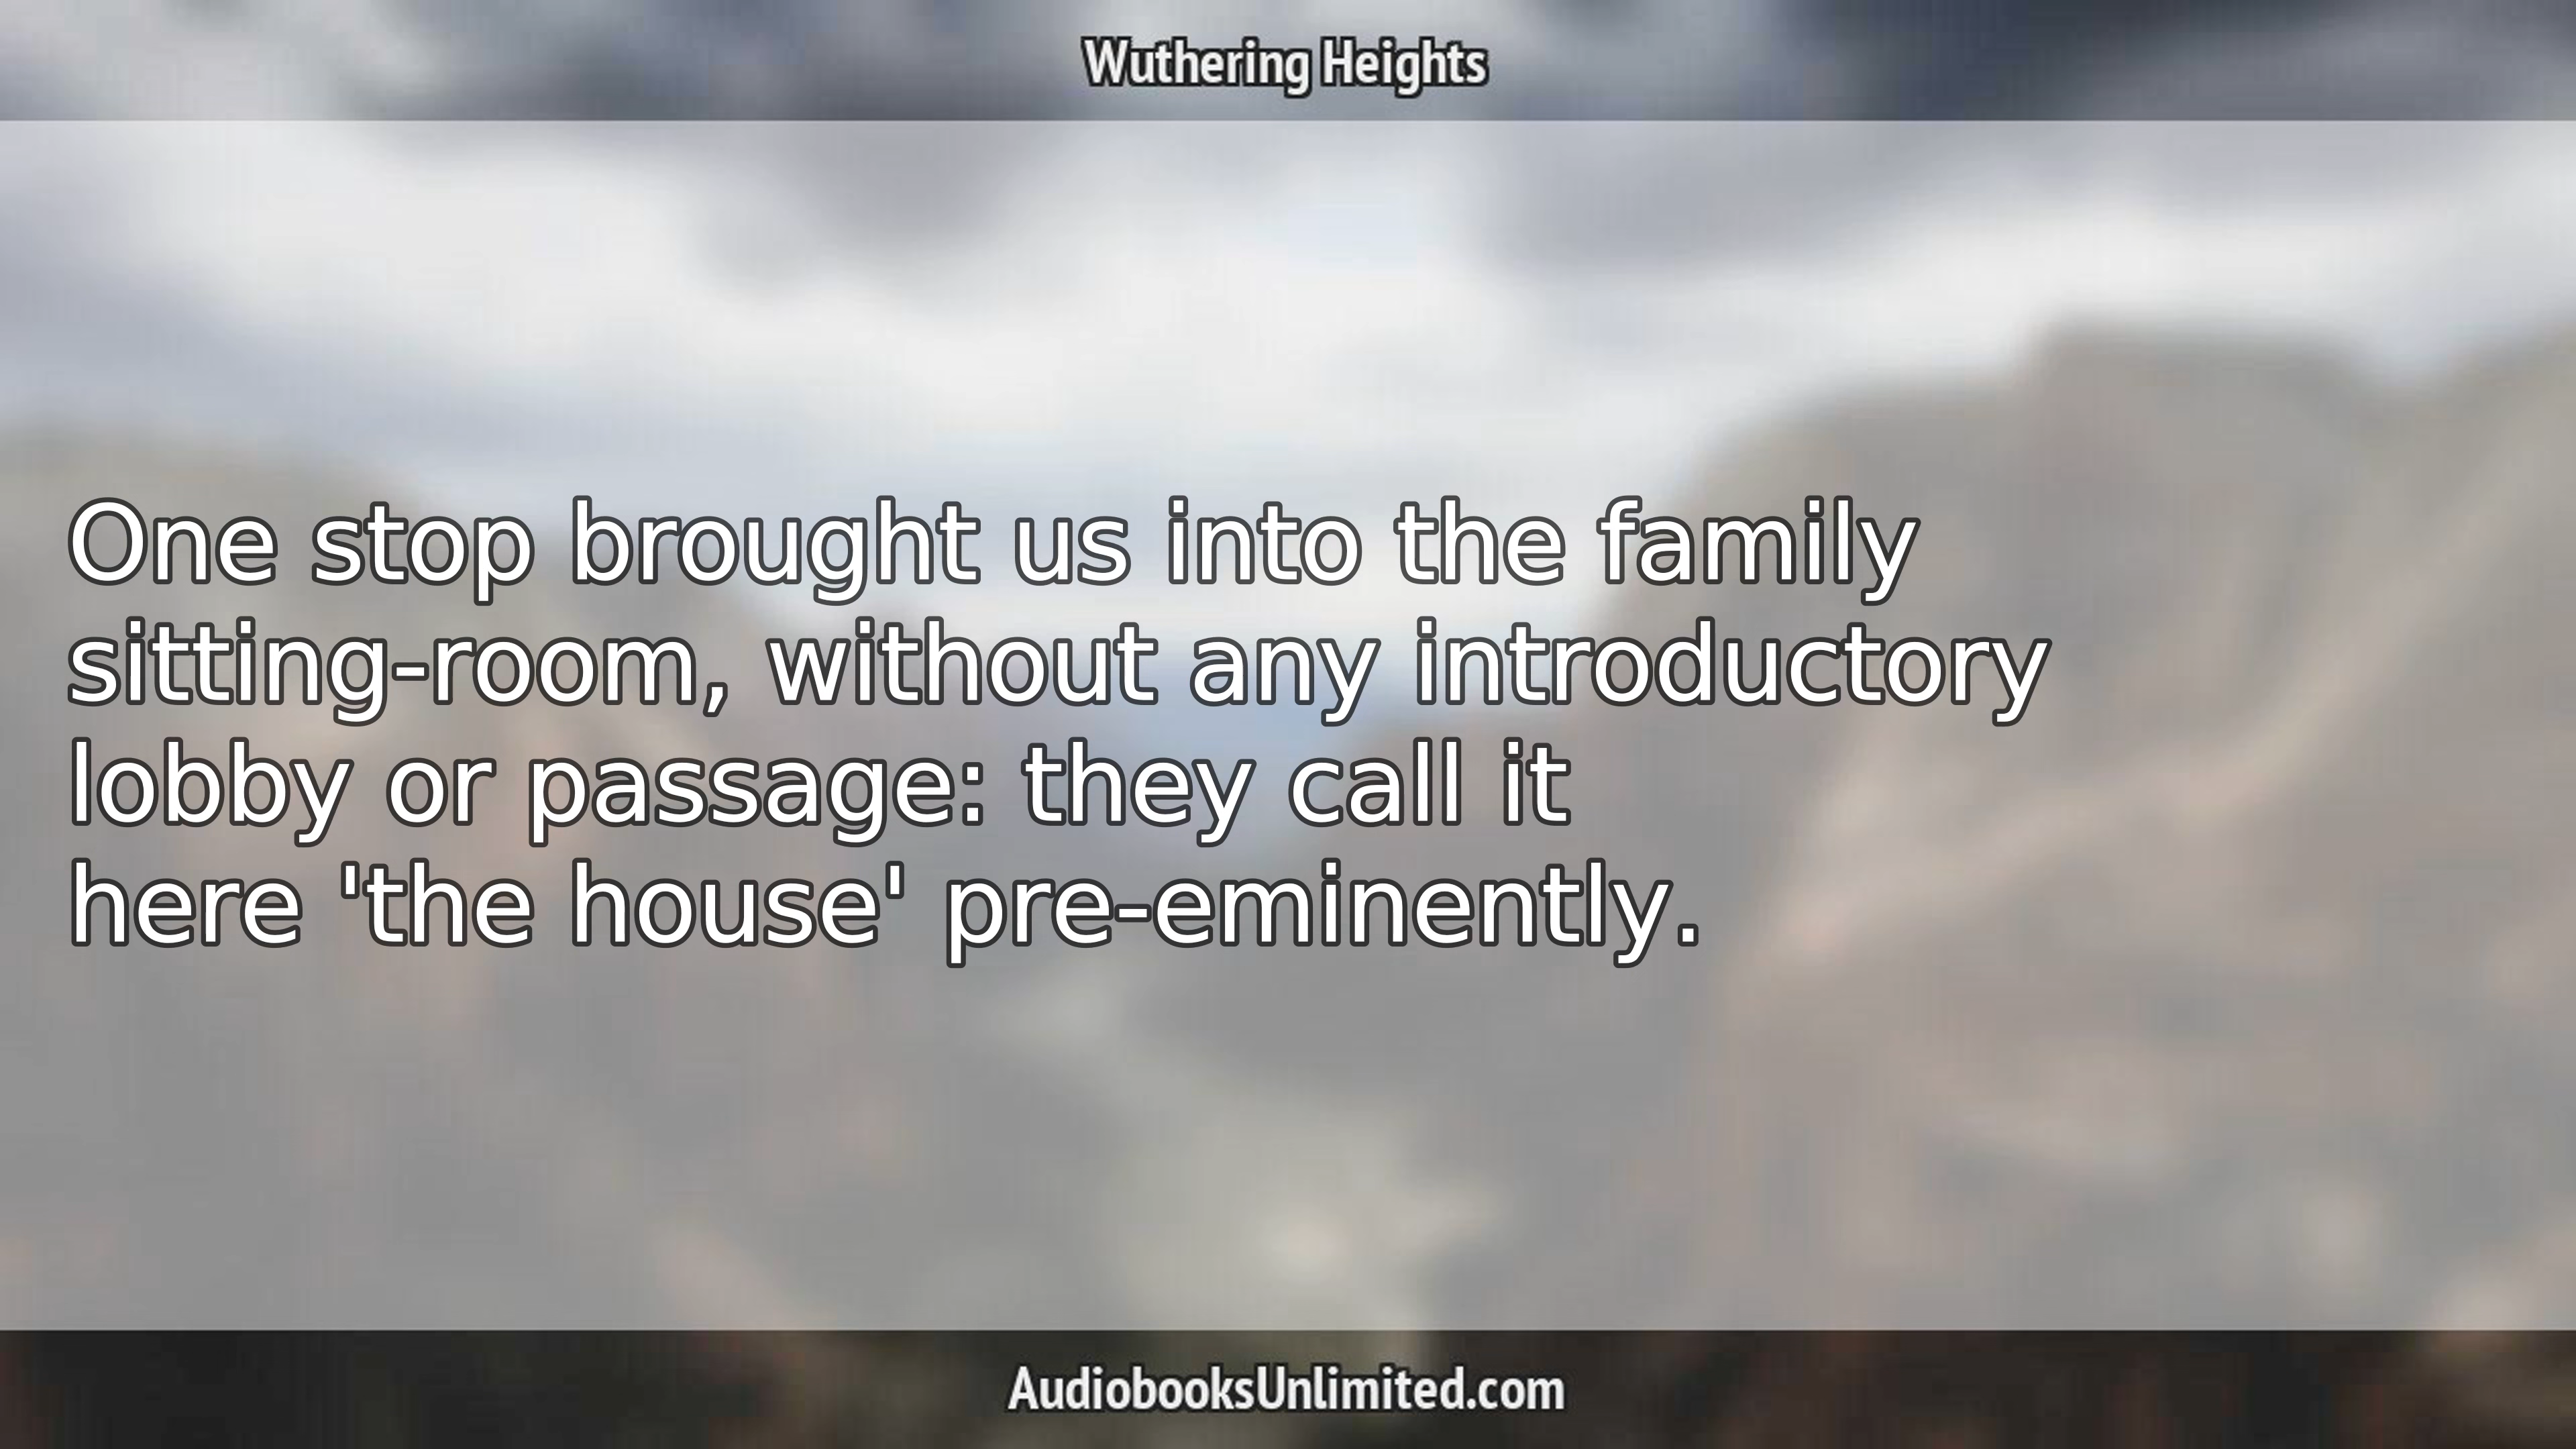 Wuthering Heights
One stop brought us into the family
sitting-room, without any introductory
lobby or passage: they call it
here 'the house' pre-eminently.
AudiobooksUnlimited.com